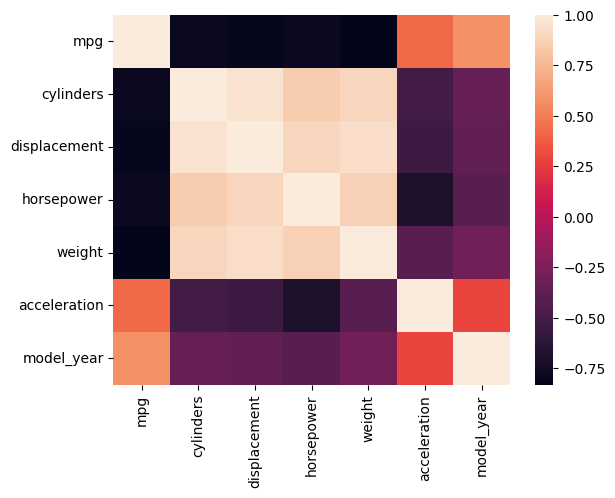 mpg
cylinders
displacement
horsepower
weight
acceleration
model_year
mpg
cylinders
displacement
horsepower
weight
acceleration
model_year
1.00
0.75
0.50
0.25
0.00
−0.25
−0.50
−0.75